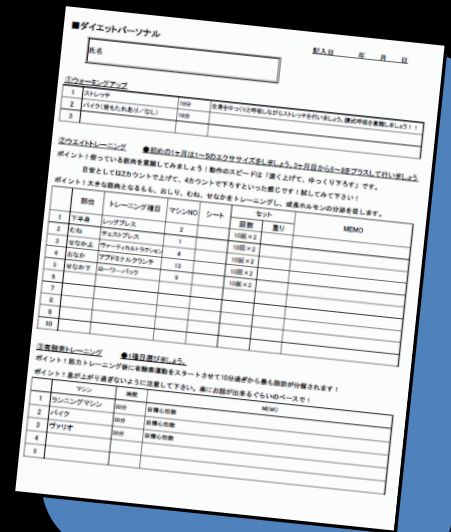 ■ダイエットパーソナル
記入日　　年　　月　　日
氏名
①ウォーミングアップ
1 ストレッチ 10分 全身をゆっくりと呼吸しながらストレッチを行いましょう。腹式呼吸を意識しましょう！！
2 バイク(背もたれあり/なし) 10分
3
②ウエイトトレーニング ●初めの1ヶ月は1～5のエクササイズをしましょう。3ヶ月目から6～8をプラスして行いましょう
ポイント！使っている筋肉を意識してみましょう！動作のスピードは「速く上げて、ゆっくり下ろす」です。
目安としては2カウントで上げて、4カウントで下ろすといった感じです！試してみて下さい！
ポイント！大きな筋肉となるもも、おしり、むね、せなかをトレーニングし、成長ホルモンの分泌を促します。
部位 トレーニング種目 マシンNO シート セット 回数 重り MEMO
1 下半身 レッグプレス 2 10回×2
2 むね チェストプレス 1 10回×2
3 せなか上 ヴァーティカルトラクション 4 10回×2
4 おなか アブドミナルクランチ 13 10回×2
5 せなか下 ローワーバック 9 10回×2
6
7
8
9
10
③有酸素トレーニング ●1種目選びましょう。
ポイント！筋力トレーニング後に有酸素運動をスタートさせて10分過ぎから最も脂肪が分解されます！
ポイント！息が上がり過ぎないように注意して下さい。楽にお話が出来るぐらいのペースで！
マシン 時間 MEMO
1 ランニングマシン 30分 目標心拍数
2 バイク 30分 目標心拍数
3 ヴァリオ 30分 目標心拍数
4
5